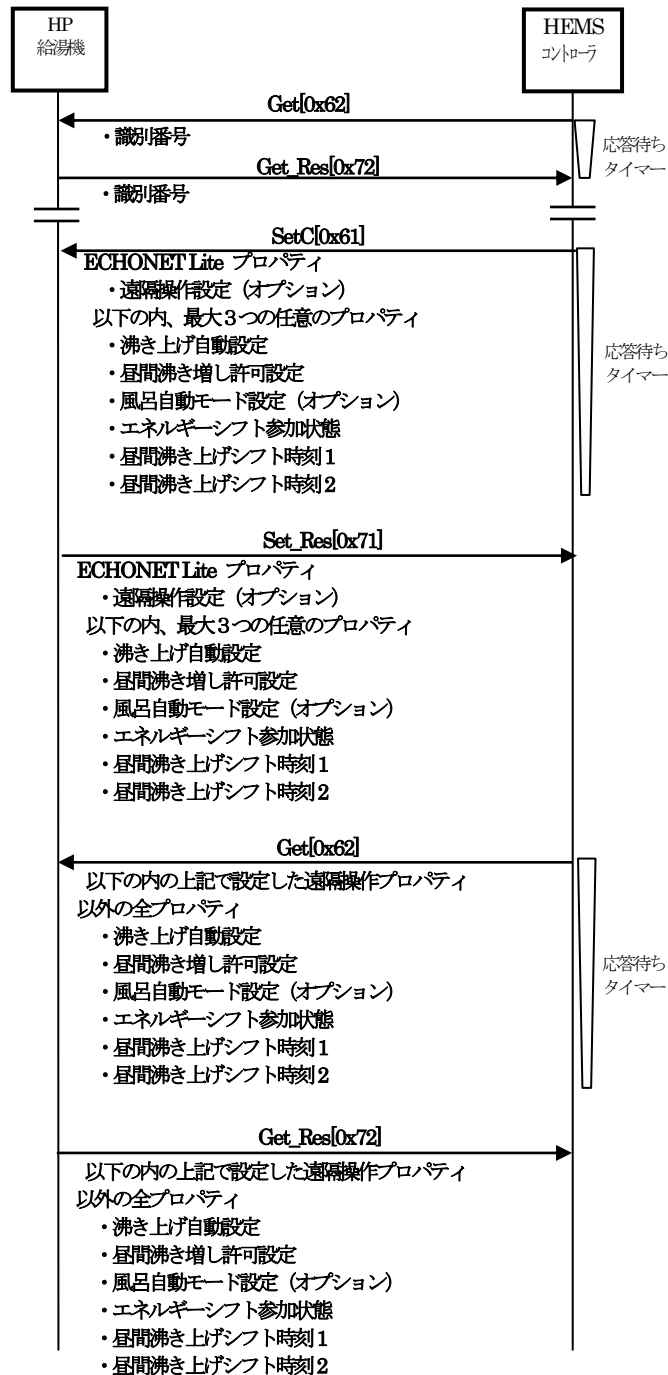 HP
給湯機
HEMS
コントローラ
Get[0x62]
・識別番号
応答待ち
タイマー
Get_Res[0x72]
・識別番号
SetC[0x61]
ECHONET Lite プロパティ
・遠隔操作設定（オプション）
以下の内、最大３つの任意のプロパティ
・沸き上げ自動設定
・昼間沸き増し許可設定
・風呂自動モード設定（オプション）
・エネルギーシフト参加状態
・昼間沸き上げシフト時刻1
・昼間沸き上げシフト時刻2
応答待ち
タイマー
Set_Res[0x71]
ECHONET Lite プロパティ
・遠隔操作設定（オプション）
以下の内、最大３つの任意のプロパティ
・沸き上げ自動設定
・昼間沸き増し許可設定
・風呂自動モード設定（オプション）
・エネルギーシフト参加状態
・昼間沸き上げシフト時刻1
・昼間沸き上げシフト時刻2
Get[0x62]
以下の内の上記で設定した遠隔操作プロパティ
以外の全プロパティ
・沸き上げ自動設定
・昼間沸き増し許可設定
・風呂自動モード設定（オプション）
・エネルギーシフト参加状態
・昼間沸き上げシフト時刻1
・昼間沸き上げシフト時刻2
応答待ち
タイマー
Get_Res[0x72]
以下の内の上記で設定した遠隔操作プロパティ
以外の全プロパティ
・沸き上げ自動設定
・昼間沸き増し許可設定
・風呂自動モード設定（オプション）
・エネルギーシフト参加状態
・昼間沸き上げシフト時刻1
・昼間沸き上げシフト時刻2